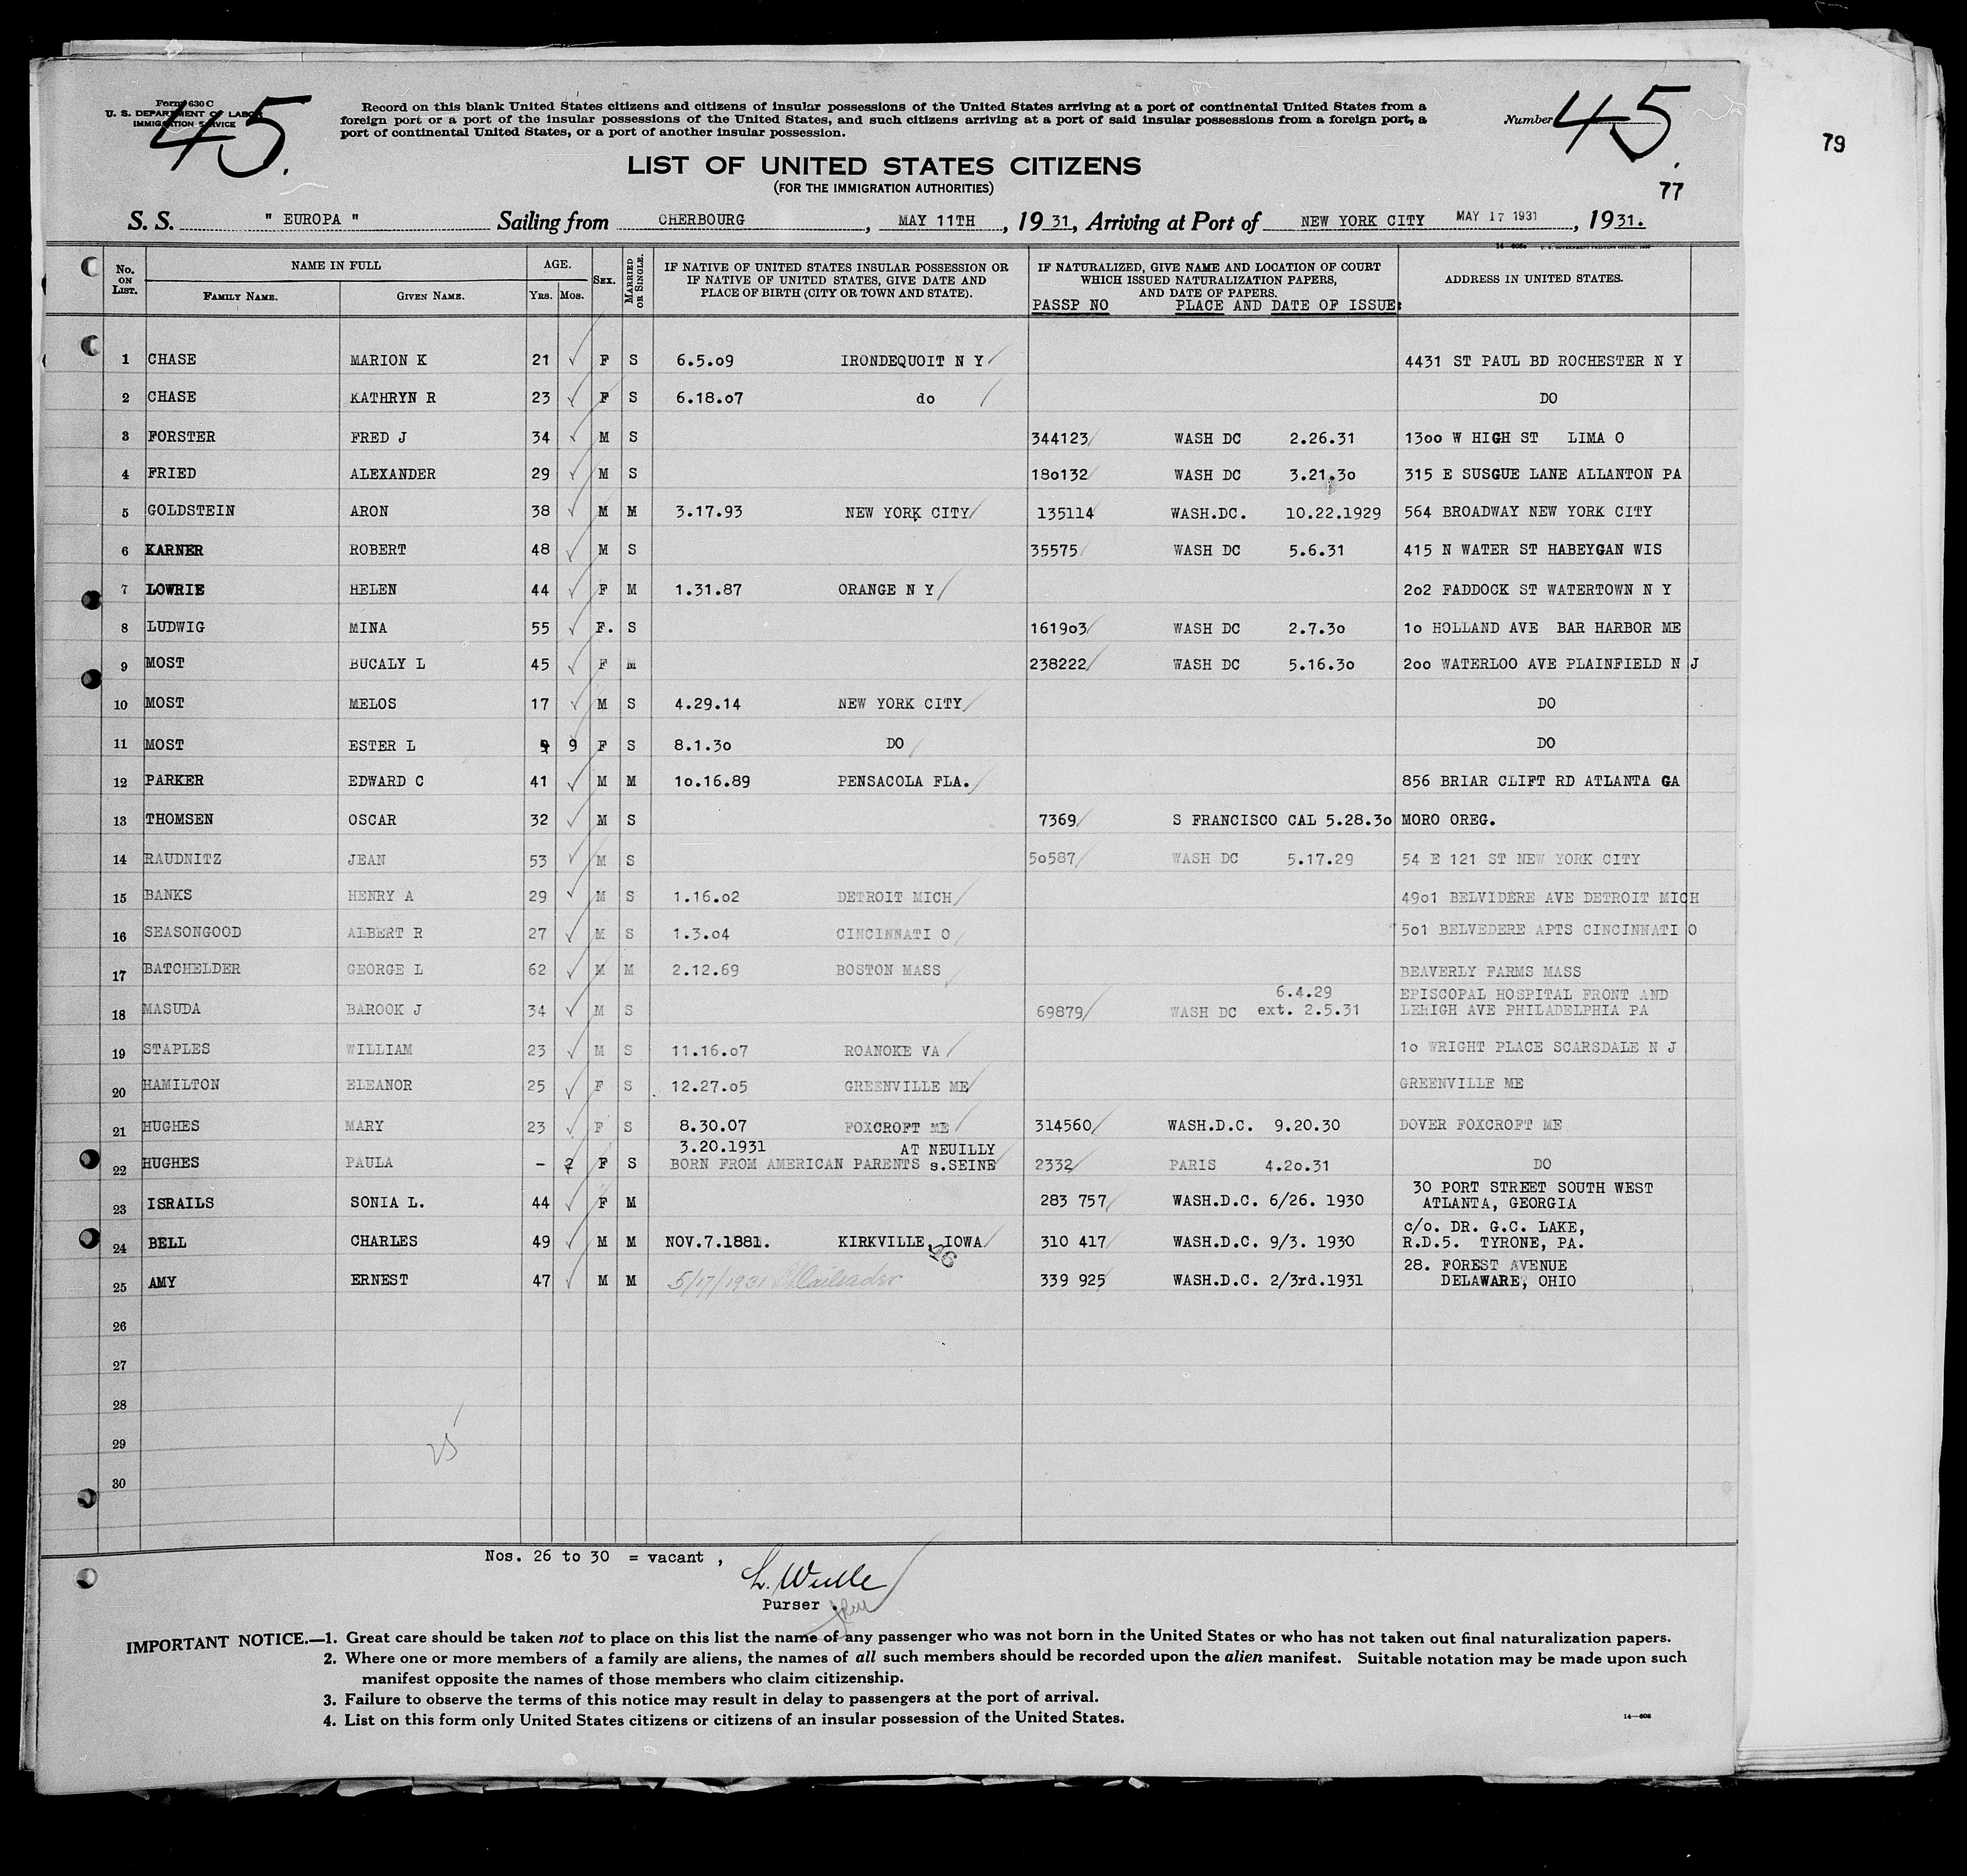 Form 630 C
U. S. DEPARTMENT OF LABOR
IMMIGRATION SERVICE
45.
Record on this blank United States citizens and citizens of insular possessions of the United States arriving at a port of continental United States from a
foreign port or a port of the insular possessions of the United States, and such citizens arriving at a port of said insular possessions from a foreign port, a
port of continental United States, or a port of another insular possession.
Number 45.
79
LIST OF UNITED STATES CITIZENS
(FOR THE IMMIGRATION AUTHORITIES)
77
S. S. " EUROPA " Sailing from CHERBOURG , MAY 11TH , 19 31, Arriving at Port of NEW YORK CITY MAY 17 1931 , 19 31.
No. ON LIST. NAME IN FULL FAMILY NAME. GIVEN NAME. AGE. Yrs. Mos. SEX. MARRIED OR SINGLE. IF NATIVE OF UNITED STATES INSULAR POSSESSION OR IF NATIVE OF UNITED STATES, GIVE DATE AND PLACE OF BIRTH (CITY OR TOWN AND STATE). IF NATURALIZED, GIVE NAME AND LOCATION OF COURT WHICH ISSUED NATURALIZATION PAPERS, AND DATE OF PAPERS. ADDRESS IN UNITED STATES.
PASSP NO PLACE AND DATE OF ISSUE:
1 CHASE MARION K 21 F S 6.5.09 IRONDEQUOIT N Y 4431 ST PAUL BD ROCHESTER N Y
2 CHASE KATHRYN R 23 F S 6.18.07 do DO
3 FORSTER FRED J 34 M S 344123 WASH DC 2.26.31 1300 W HIGH ST LIMA O
4 FRIED ALEXANDER 29 M S 180132 WASH DC 3.21.30 315 E SUSGUE LANE ALLANTON PA
5 GOLDSTEIN ARON 38 M M 3.17.93 NEW YORK CITY 135114 WASH.DC. 10.22.1929 564 BROADWAY NEW YORK CITY
6 KARNER ROBERT 48 M S 35575 WASH DC 5.6.31 415 N WATER ST HABEYGAN WIS
7 LOWRIE HELEN 44 F M 1.31.87 ORANGE N Y 202 FADDOCK ST WATERTOWN N Y
8 LUDWIG MINA 55 F. S 161903 WASH DC 2.7.30 10 HOLLAND AVE BAR HARBOR ME
9 MOST BUCALY L 45 F M 238222 WASH DC 5.16.30 200 WATERLOO AVE PLAINFIELD N J
10 MOST MELOS 17 M S 4.29.14 NEW YORK CITY DO
11 MOST ESTER L 9 F S 8.1.30 DO DO
12 PARKER EDWARD C 41 M M 10.16.89 PENSACOLA FLA. 856 BRIAR CLIFT RD ATLANTA GA
13 THOMSEN OSCAR 32 M S 7369 S FRANCISCO CAL 5.28.30 MORO OREG.
14 RAUDNITZ JEAN 53 M S 50587 WASH DC 5.17.29 54 E 121 ST NEW YORK CITY
15 BANKS HENRY A 29 M S 1.16.02 DETROIT MICH 4901 BELVIDERE AVE DETROIT MICH
16 SEASONGOOD ALBERT R 27 M S 1.3.04 CINCINNATI O 501 BELVEDERE APTS CINCINNATI O
17 BATCHELDER GEORGE L 62 M M 2.12.69 BOSTON MASS BEAVERLY FARMS MASS
6.4.29 EPISCOPAL HOSPITAL FRONT AND
18 MASUDA BAROOK J 34 M S 69879 WASH DC ext. 2.5.31 LEHIGH AVE PHILADELPHIA PA
19 STAPLES WILLIAM 23 M S 11.16.07 ROANOKE VA 10 WRIGHT PLACE SCARSDALE N J
20 HAMILTON ELEANOR 25 F S 12.27.05 GREENVILLE ME GREENVILLE ME
21 HUGHES MARY 23 F S 8.30.07 FOXCROFT ME 314560 WASH.D.C. 9.20.30 DOVER FOXCROFT ME
3.20.1931 AT NEUILLY
22 HUGHES PAULA - 2 F S BORN FROM AMERICAN PARENTS s.SEINE 2332 PARIS 4.20.31 DO
30 PORT STREET SOUTH WEST
23 ISRAILS SONIA L. 44 F M 283 757 WASH.D.C. 6/26. 1930 ATLANTA, GEORGIA
c/o. DR. G.C. LAKE,
24 BELL CHARLES 49 M M NOV.7.1881. KIRKVILLE, IOWA 310 417 WASH.D.C. 9/3. 1930 R.D.5. TYRONE, PA.
28. FOREST AVENUE
25 AMY ERNEST 47 M M 5/17/1931 339 925 WASH.D.C. 2/3rd.1931 DELAWARE, OHIO
26
27
28
29
30
25
Nos. 26 to 30 = vacant ,
L. Wulle
Purser .
IMPORTANT NOTICE.—1. Great care should be taken not to place on this list the name of any passenger who was not born in the United States or who has not taken out final naturalization papers.
2. Where one or more members of a family are aliens, the names of all such members should be recorded upon the alien manifest. Suitable notation may be made upon such
manifest opposite the names of those members who claim citizenship.
3. Failure to observe the terms of this notice may result in delay to passengers at the port of arrival.
4. List on this form only United States citizens or citizens of an insular possession of the United States.
14—606